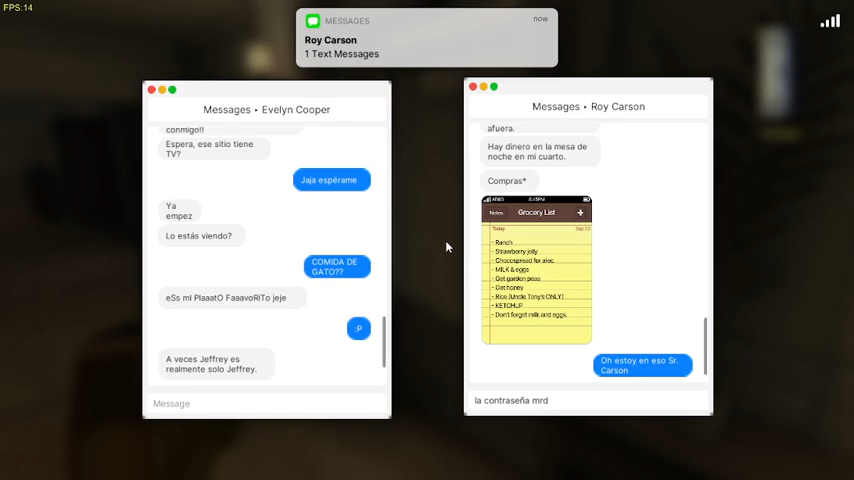 FPS:14
MESSAGES
now
Roy Carson
1 Text Messages
Messages ‣ Evelyn Cooper
conmigo!!
Espera, ese sitio tiene
TV?
Jaja espérame
Ya
empez
Lo estás viendo?
COMIDA DE
GATO??
eSs mI PlaaatO FaaavoRiTo jeje
:P
A veces Jeffrey es
realmente solo Jeffrey.
Message
Messages ‣ Roy Carson
afuera.
Hay dinero en la mesa de
noche en mi cuarto.
Compras*
Notes
Grocery List
+
Today
- Ranch
- Strawberry jelly
- Chocospread for alec.
- MILK & eggs
- Get garden peas
- Get honey
- Rice (Uncle Tony's ONLY)
- KETCHUP
- Don't forget milk and eggs.
Oh estoy en eso Sr.
Carson
la contraseña mrd